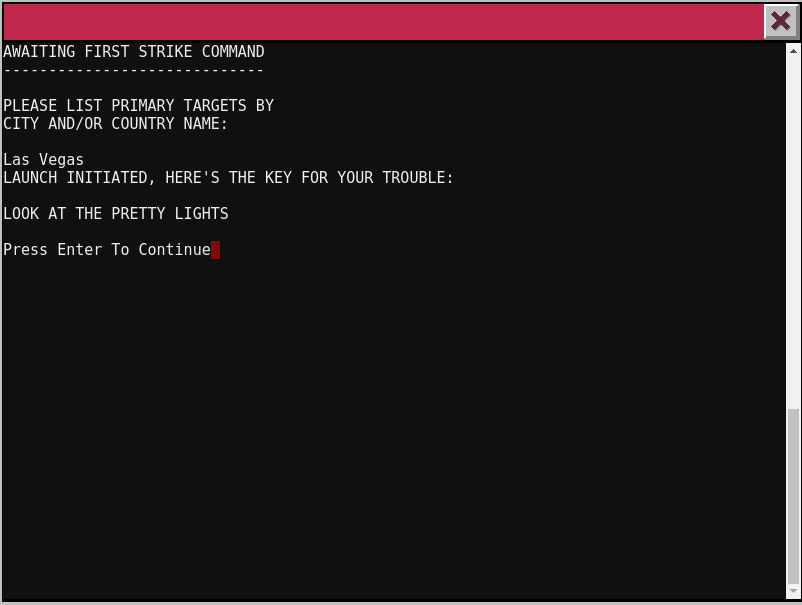 AWAITING FIRST STRIKE COMMAND
-----------------------------
PLEASE LIST PRIMARY TARGETS BY
CITY AND/OR COUNTRY NAME:
Las Vegas
LAUNCH INITIATED, HERE'S THE KEY FOR YOUR TROUBLE:
LOOK AT THE PRETTY LIGHTS
Press Enter To Continue